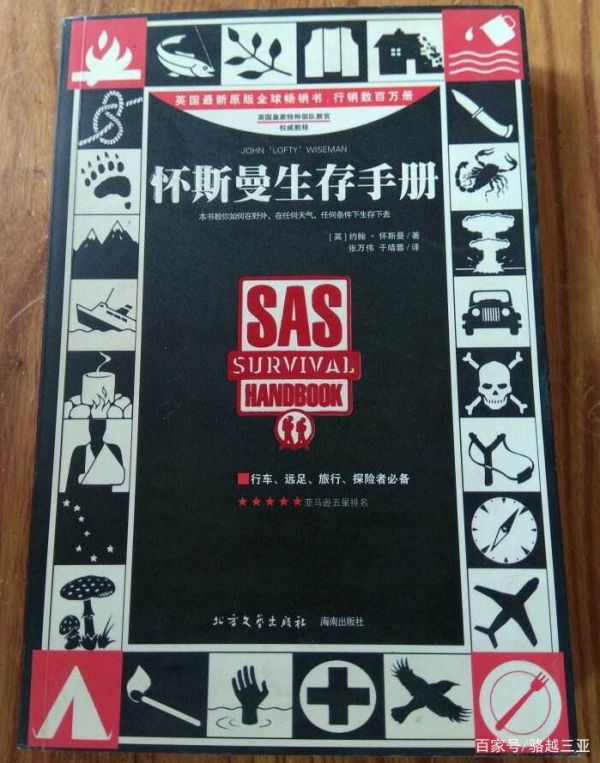 英国最新原版全球畅销书，行销数百万册
英国皇家特种部队教官
权威教程
JOHN 'LOFTY' WISEMAN
怀斯曼生存手册
本书教你如何在野外、在任何天气、任何条件下生存下去
[英]约翰·怀斯曼/著
张万伟 于靖蓉/译
SAS
SURVIVAL
HANDBOOK
行车、远足、旅行、探险者必备
★★★★★亚马逊五星排名
北方文艺出版社 海南出版社
百家号/骆越三亚